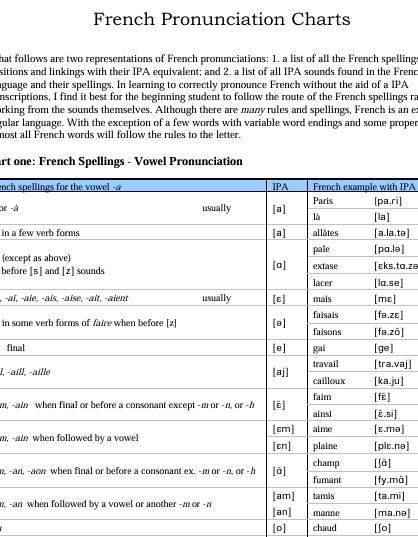 French Pronunciation Charts
hat follows are two representations of French pronunciations: 1. a list of all the French spellings
sitions and linkings with their IPA equivalent; and 2. a list of all IPA sounds found in the Frenc
nguage and their spellings. In learning to correctly pronounce French without the aid of a IPA
nscriptions, I find it best for the beginning student to follow the route of the French spellings ra
orking from the sounds themselves. Although there are many rules and spellings, French is an ex
gular language. With the exception of a few words with variable word endings and some proper
most all French words will follow the rules to the letter.
art one: French Spellings - Vowel Pronunciation
ench spellings for the vowel -a IPA French example with IPA
or -à usually [a] Paris [pa.ri]
là [la]
in a few verb forms [a] allâtes [a.la.tə]
(except as above)
before [s] and [z] sounds [ɑ] pale [pɑ.lə]
extase [ɛks.tɑ.zə
lacer [lɑ.se]
, -aî, -aie, -ais, -aise, -ait, -aient usually [ɛ] mais [mɛ]
in some verb forms of faire when before [z] [ə] faisais [fə.zɛ]
faisons [fə.zõ]
final [e] gai [ge]
l, -aill, -aille [aj] travail [tra.vaj]
cailloux [ka.ju]
m, -ain when final or before a consonant except -m or -n, or -h [ɛ̃] faim [fɛ̃]
ainsi [ɛ̃.si]
m, -ain when followed by a vowel [ɛm] aime [ɛ.mə]
[ɛn] plaine [plɛ.nə]
m, -an, -aon when final or before a consonant ex. -m or -n, or -h [ɑ̃] champ [ʃɑ̃]
fumant [fy.mɑ̃]
m, -an when followed by a vowel or another -m or -n [am] tamis [ta.mi]
[an] manne [ma.nə]
u [o] chaud [ʃo]